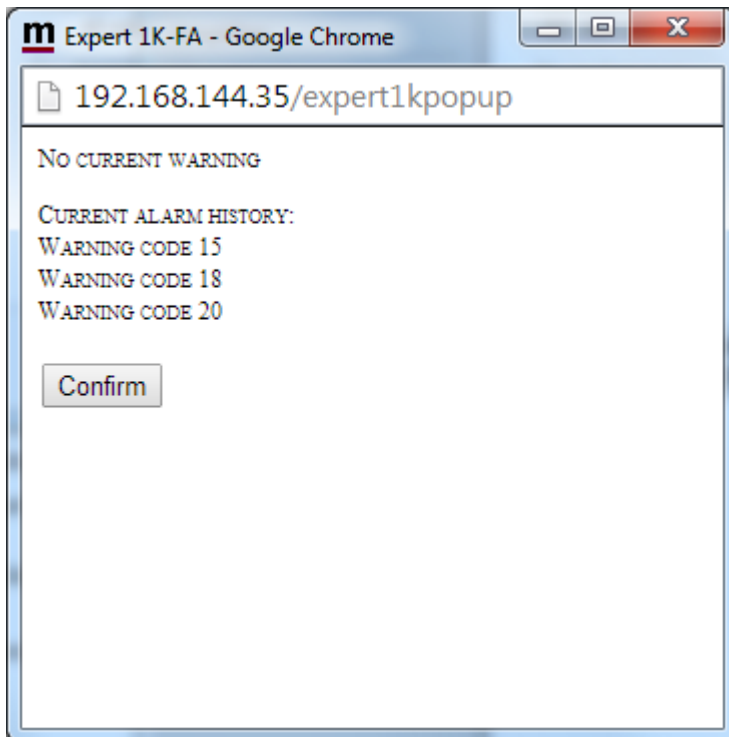 m Expert 1K-FA - Google Chrome
192.168.144.35/expert1kpopup
No current warning
Current alarm history:
Warning code 15
Warning code 18
Warning code 20
Confirm